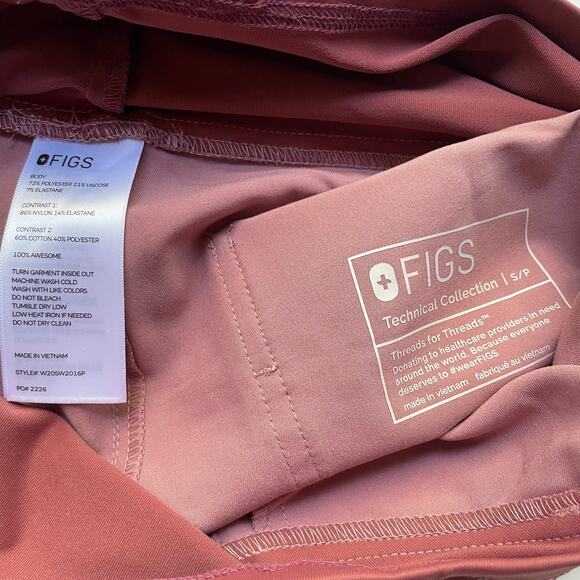 FIGS
BODY:
72% POLYESTER 21% VISCOSE
7% ELASTANE
CONTRAST 1:
86% NYLON 14% ELASTANE
CONTRAST 2:
60% COTTON 40% POLYESTER
100% AWESOME
TURN GARMENT INSIDE OUT
MACHINE WASH COLD
WASH WITH LIKE COLORS
DO NOT BLEACH
TUMBLE DRY LOW
LOW HEAT IRON IF NEEDED
DO NOT DRY CLEAN
MADE IN VIETNAM
STYLE#: W20SW2016P
PO# 2226
FIGS
Technical Collection | S/P
Threads for Threads™
Donating to healthcare providers in need
around the world. Because everyone
deserves to #wearFIGS
made in vietnam fabriqué au vietnam